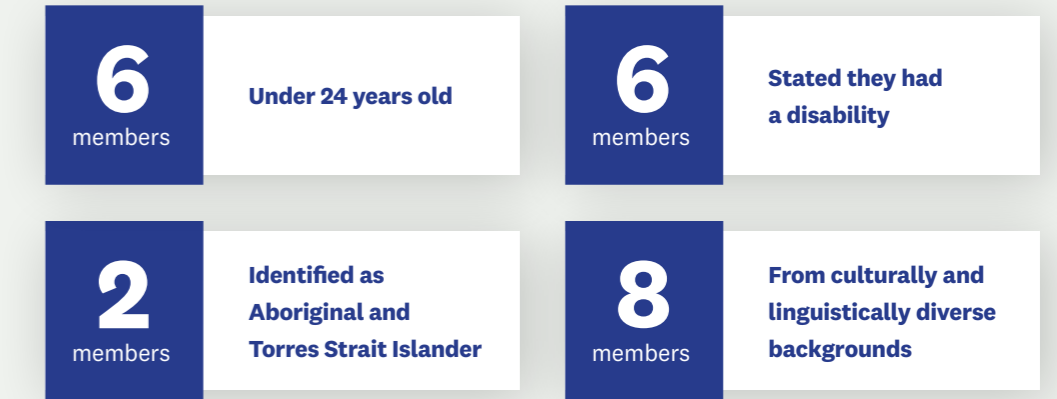 6
members
Under 24 years old
6
members
Stated they had
a disability
2
members
Identified as
Aboriginal and
Torres Strait Islander
8
members
From culturally and
linguistically diverse
backgrounds